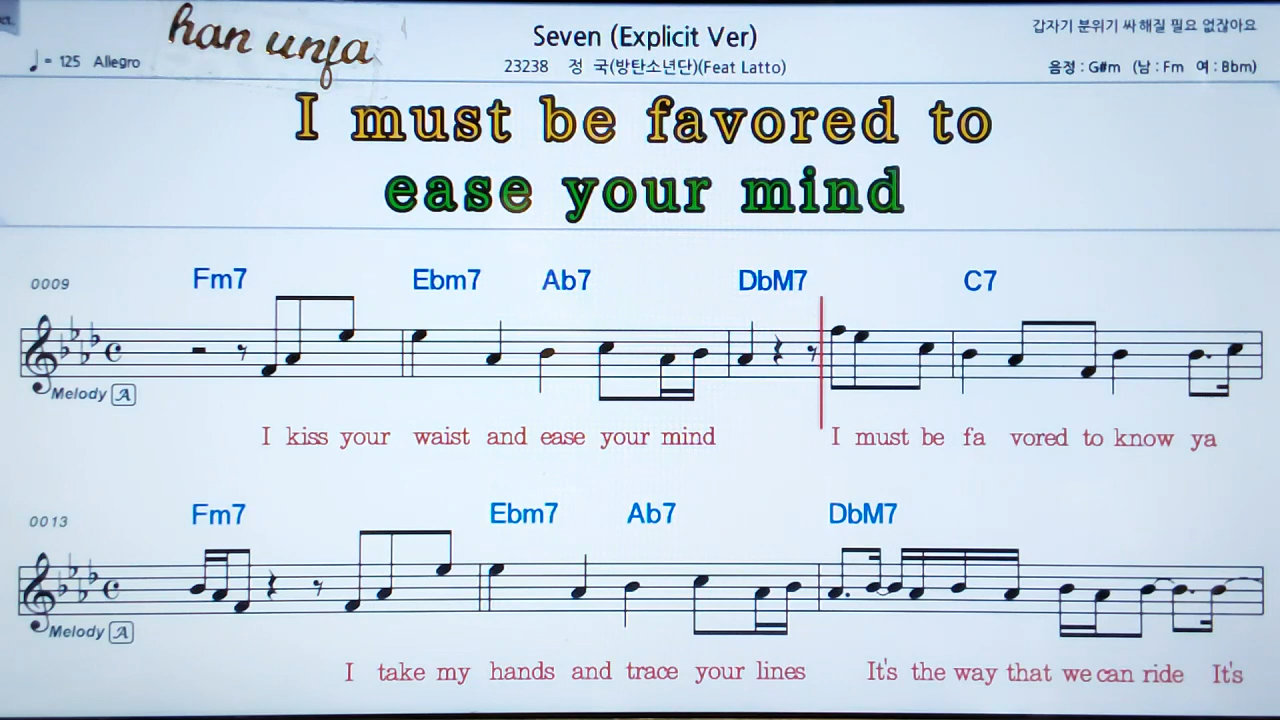 han unja
Seven (Explicit Ver)
갑자기 분위기 싸해질 필요 없잖아요
♩= 125 Allegro
23238 정 국(방탄소년단)(Feat Latto)
음정 : G#m (남 : Fm 여 : Bbm)
I must be favored to
ease your mind
0009 Fm7 Ebm7 Ab7 DbM7 C7
Melody A
I kiss your waist and ease your mind I must be fa vored to know ya
0013 Fm7 Ebm7 Ab7 DbM7
Melody A
I take my hands and trace your lines It's the way that we can ride It's